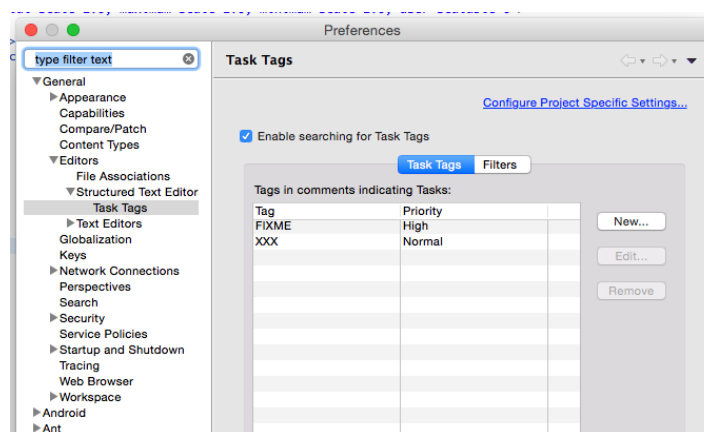 Preferences
type filter text
Task Tags
General
Appearance
Capabilities
Compare/Patch
Content Types
Editors
File Associations
Structured Text Editor
Task Tags
Text Editors
Globalization
Keys
Network Connections
Perspectives
Search
Security
Service Policies
Startup and Shutdown
Tracing
Web Browser
Workspace
Android
Ant
Configure Project Specific Settings...
Enable searching for Task Tags
Task Tags Filters
Tags in comments indicating Tasks:
Tag Priority
FIXME High
XXX Normal
New...
Edit...
Remove